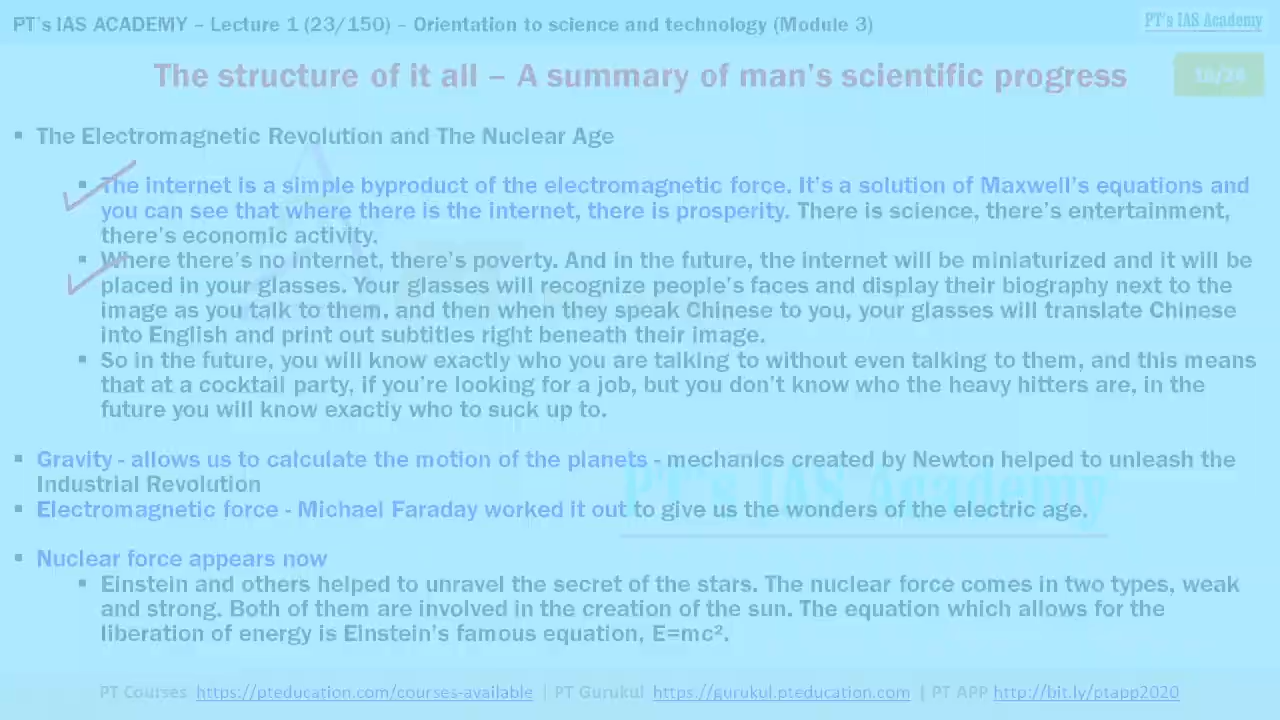 PT's IAS ACADEMY – Lecture 1 (23/150) – Orientation to science and technology (Module 3)
PT's IAS Academy
The structure of it all – A summary of man's scientific progress
▪ The Electromagnetic Revolution and The Nuclear Age
▪ The internet is a simple byproduct of the electromagnetic force. It's a solution of Maxwell's equations and
you can see that where there is the internet, there is prosperity. There is science, there's entertainment,
there's economic activity.
▪ Where there's no internet, there's poverty. And in the future, the internet will be miniaturized and it will be
placed in your glasses. Your glasses will recognize people's faces and display their biography next to the
image as you talk to them, and then when they speak Chinese to you, your glasses will translate Chinese
into English and print out subtitles right beneath their image.
▪ So in the future, you will know exactly who you are talking to without even talking to them, and this means
that at a cocktail party, if you're looking for a job, but you don't know who the heavy hitters are, in the
future you will know exactly who to suck up to.
▪ Gravity - allows us to calculate the motion of the planets - mechanics created by Newton helped to unleash the
Industrial Revolution
▪ Electromagnetic force - Michael Faraday worked it out to give us the wonders of the electric age.
PT's IAS Academy
▪ Nuclear force appears now
▪ Einstein and others helped to unravel the secret of the stars. The nuclear force comes in two types, weak
and strong. Both of them are involved in the creation of the sun. The equation which allows for the
liberation of energy is Einstein's famous equation, E=mc².
PT Courses https://pteducation.com/courses-available | PT Gurukul https://gurukul.pteducation.com | PT APP http://bit.ly/ptapp2020